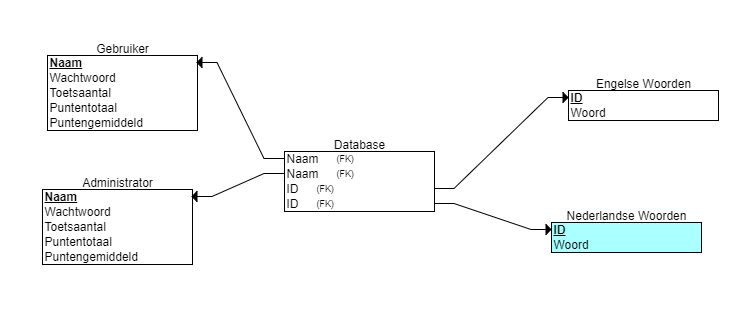 Gebruiker
Naam
Wachtwoord
Toetsaantal
Puntentotaal
Puntengemiddeld
Administrator
Naam
Wachtwoord
Toetsaantal
Puntentotaal
Puntengemiddeld
Database
Naam (FK)
Naam (FK)
ID (FK)
ID (FK)
Engelse Woorden
ID
Woord
Nederlandse Woorden
ID
Woord